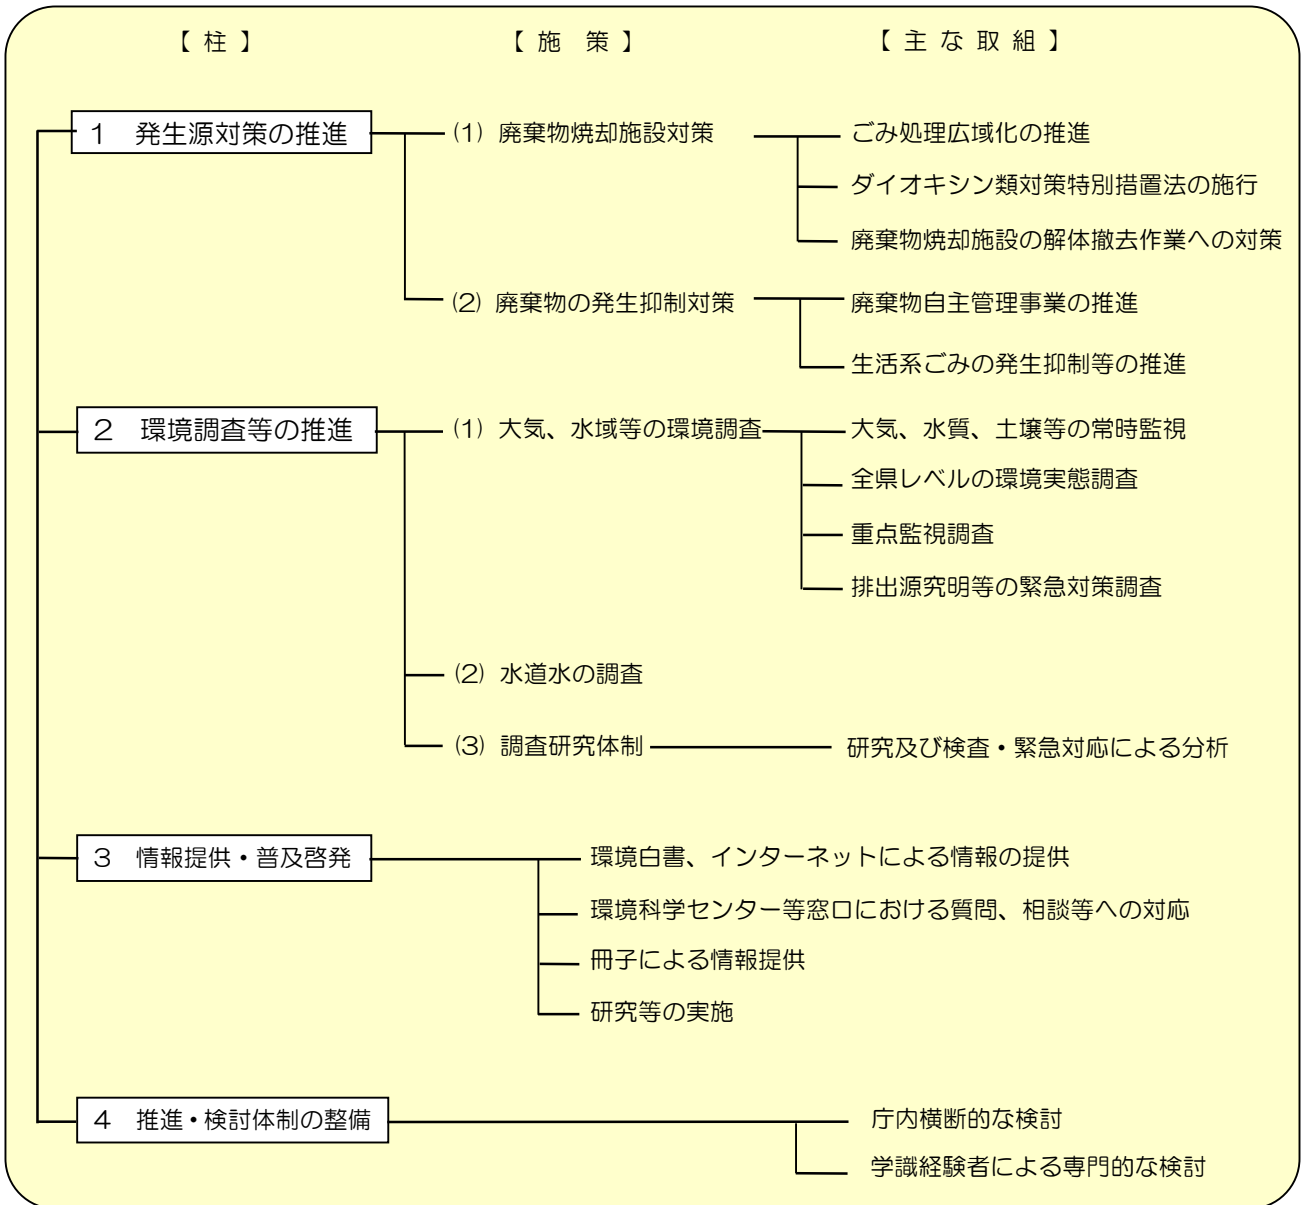 【 柱 】 【 施 策 】 【 主 な 取 組 】
1 発生源対策の推進 (1) 廃棄物焼却施設対策 ごみ処理広域化の推進
ダイオキシン類対策特別措置法の施行
廃棄物焼却施設の解体撤去作業への対策
(2) 廃棄物の発生抑制対策 廃棄物自主管理事業の推進
生活系ごみの発生抑制等の推進
2 環境調査等の推進 (1) 大気、水域等の環境調査 大気、水質、土壌等の常時監視
全県レベルの環境実態調査
重点監視調査
排出源究明等の緊急対策調査
(2) 水道水の調査
(3) 調査研究体制 研究及び検査・緊急対応による分析
3 情報提供・普及啓発 環境白書、インターネットによる情報の提供
環境科学センター等窓口における質問、相談等への対応
冊子による情報提供
研究等の実施
4 推進・検討体制の整備 庁内横断的な検討
学識経験者による専門的な検討